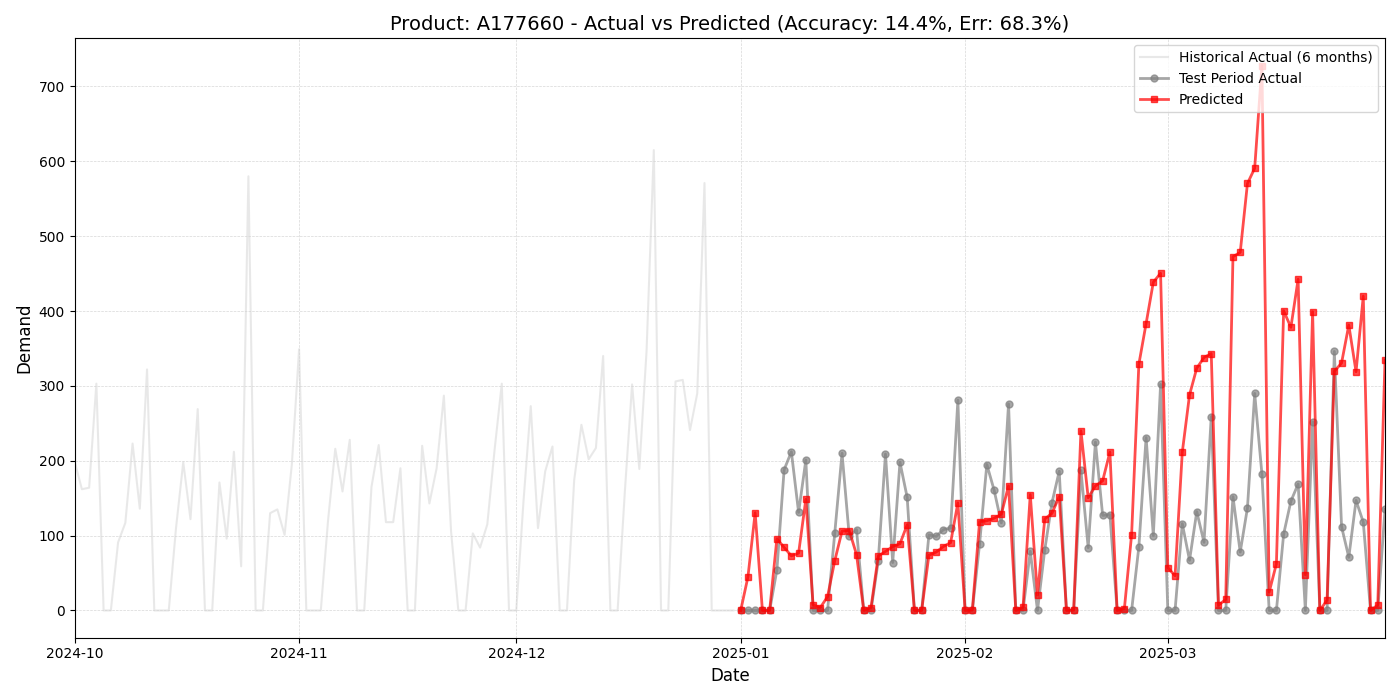 Product: A177660 - Actual vs Predicted (Accuracy: 14.4%, Err: 68.3%)
Historical Actual (6 months)
Test Period Actual
Predicted
Demand
700
600
500
400
300
200
100
0
2024-10
2024-11
2024-12
2025-01
2025-02
2025-03
Date